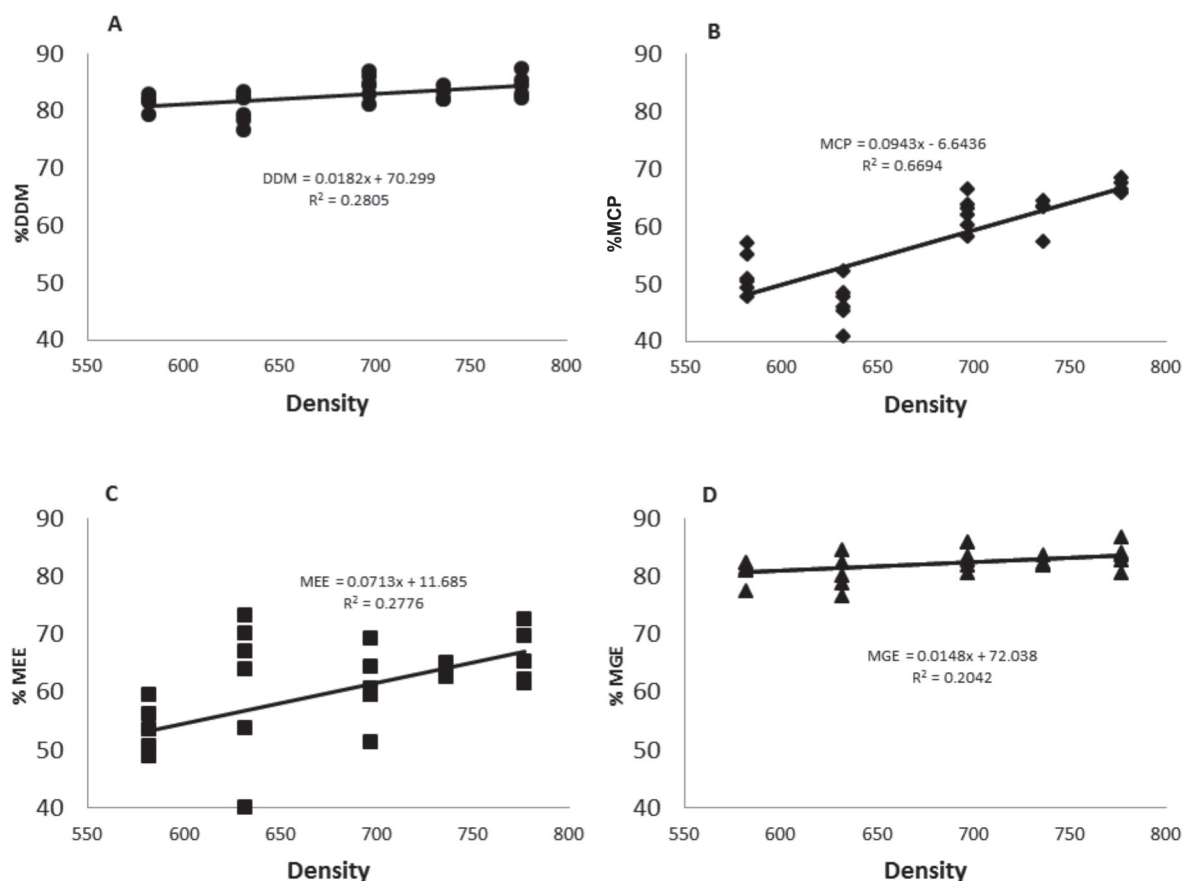 A
90
80
70
60
50
40
%DDM
DDM = 0.0182x + 70.299
R² = 0.2805
550 600 650 700 750 800
Density
B
90
80
70
60
50
40
%MCP
MCP = 0.0943x - 6.6436
R² = 0.6694
550 600 650 700 750 800
Density
C
90
80
70
60
50
40
% MEE
MEE = 0.0713x + 11.685
R² = 0.2776
550 600 650 700 750 800
Density
D
90
80
70
60
50
40
% MGE
MGE = 0.0148x + 72.038
R² = 0.2042
550 600 650 700 750 800
Density